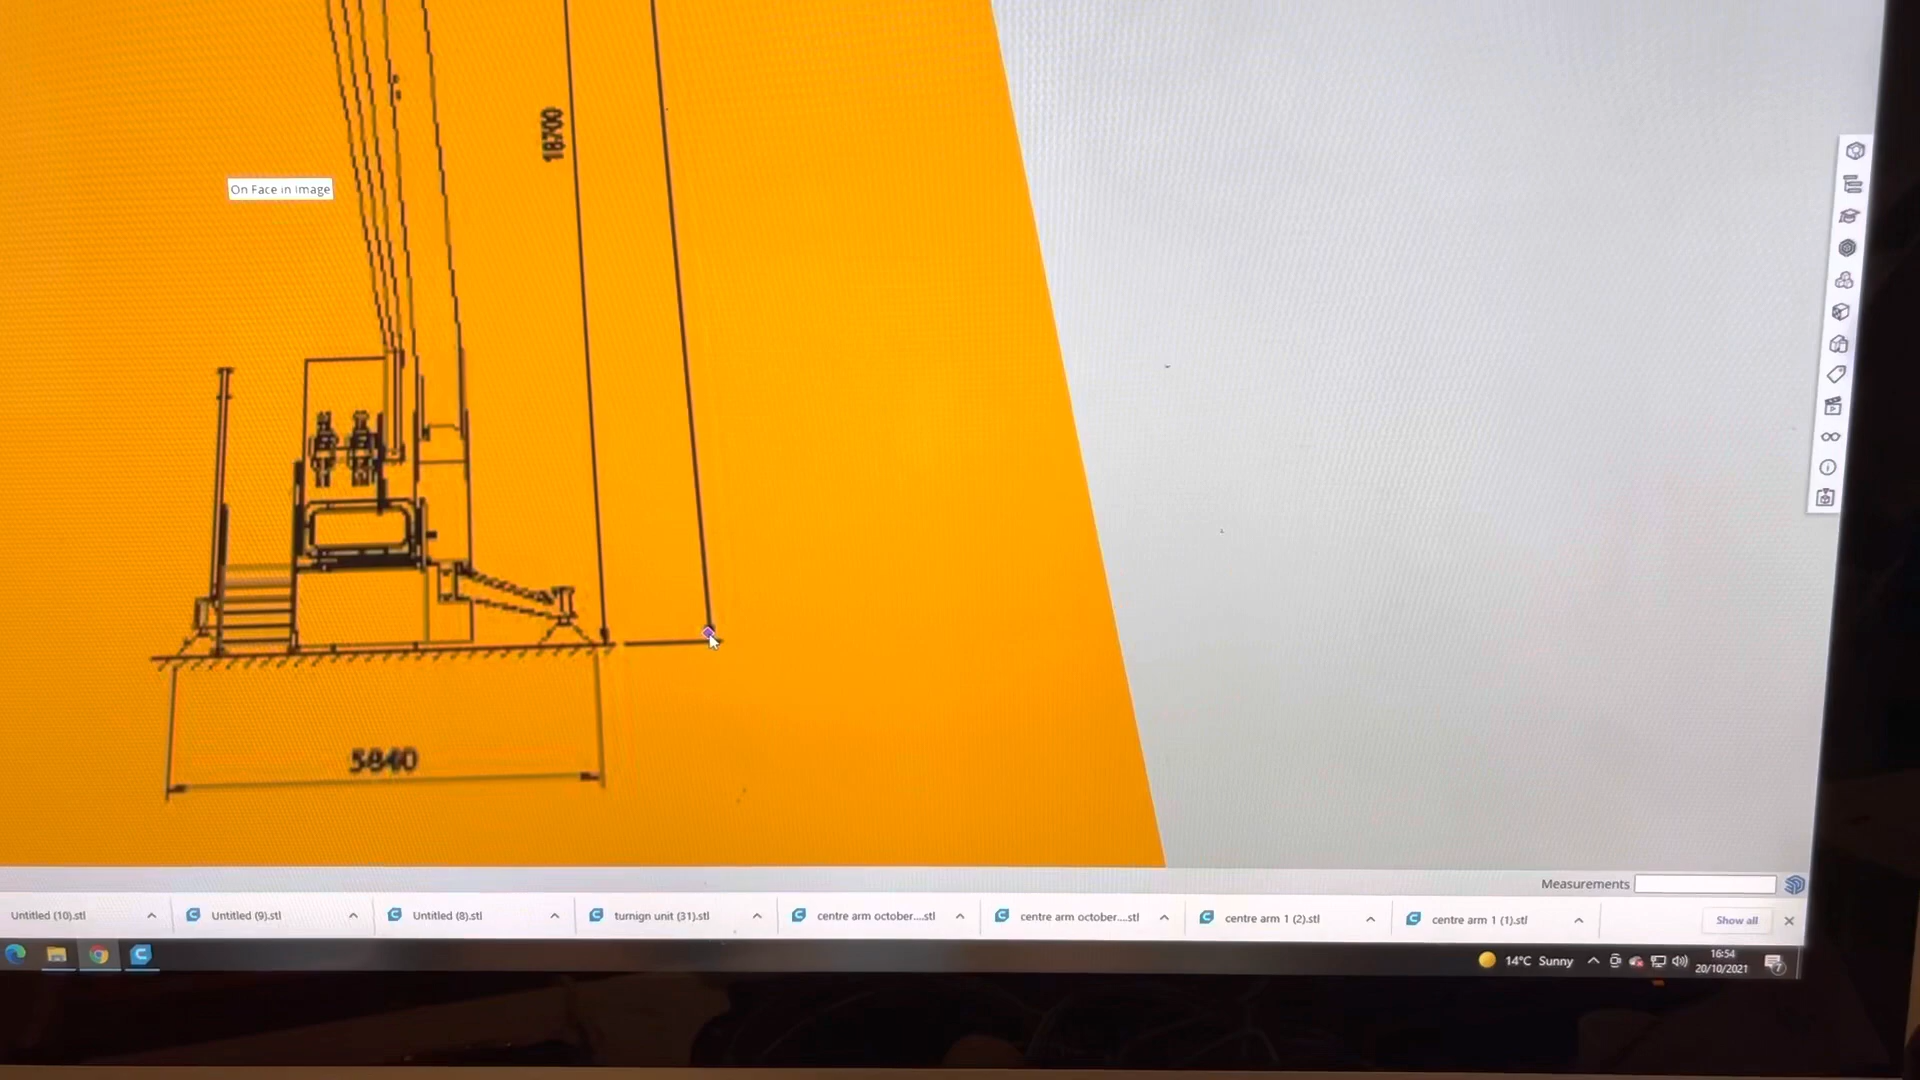 18700
On Face in Image
5840
Measurements
Untitled (10).stl
Untitled (9).stl
Untitled (8).stl
turnign unit (31).stl
centre arm october....stl
centre arm october....stl
centre arm 1 (2).stl
centre arm 1 (1).stl
Show all
14°C Sunny
16:54
20/10/2021
7